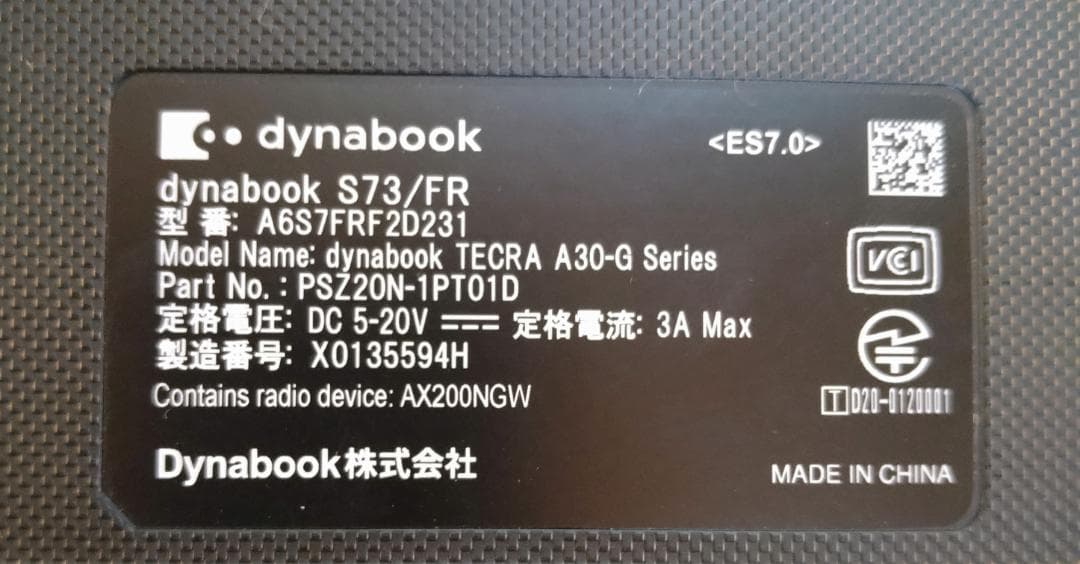 dynabook
<ES7.0>
dynabook S73/FR
型 番: A6S7FRF2D231
Model Name: dynabook TECRA A30-G Series
Part No. : PSZ20N-1PT01D
定格電圧: DC 5-20V 定格電流: 3A Max
製造番号: X0135594H
Contains radio device: AX200NGW
VCI
T D20-0120001
Dynabook株式会社
MADE IN CHINA